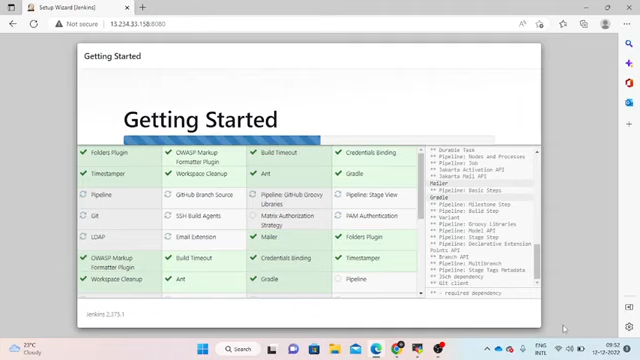 Setup Wizard [Jenkins]
Not secure
13.234.33.158:8080
Getting Started
Getting Started
Folders Plugin
OWASP Markup Formatter Plugin
Build Timeout
Credentials Binding
Timestamper
Workspace Cleanup
Ant
Gradle
Pipeline
GitHub Branch Source
Pipeline: GitHub Groovy Libraries
Pipeline: Stage View
Git
SSH Build Agents
Matrix Authorization Strategy
PAM Authentication
LDAP
Email Extension
Mailer
Folders Plugin
OWASP Markup Formatter Plugin
Build Timeout
Credentials Binding
Timestamper
Workspace Cleanup
Ant
Gradle
Pipeline
** Durable Task
** Pipeline: Nodes and Processes
** Pipeline: Job
** Jakarta Activation API
** Jakarta Mail API
Mailer
** Pipeline: Basic Steps
Gradle
** Pipeline: Milestone Step
** Pipeline: Build Step
** Variant
** Pipeline: Groovy Libraries
** Pipeline: Model API
** Pipeline: Stage Step
** Pipeline: Declarative Extension
Points API
** Branch API
** Pipeline: Multibranch
** Pipeline: Stage Tags Metadata
** JSch dependency
** Git client
** - required dependency
Jenkins 2.375.1
23°C
Cloudy
Search
ENG
INTL
09:52
12-12-2022